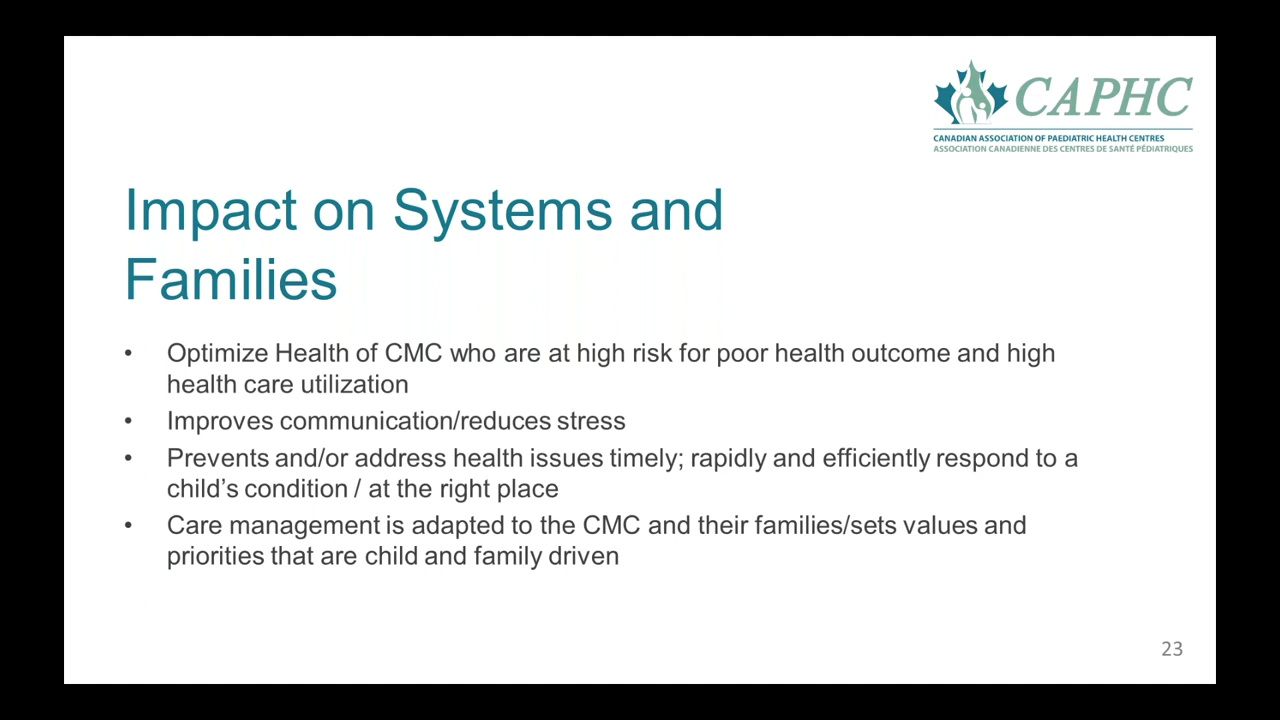 CAPHC
CANADIAN ASSOCIATION OF PAEDIATRIC HEALTH CENTRES
ASSOCIATION CANADIENNE DES CENTRES DE SANTÉ PÉDIATRIQUES
Impact on Systems and
Families
• Optimize Health of CMC who are at high risk for poor health outcome and high
health care utilization
• Improves communication/reduces stress
• Prevents and/or address health issues timely; rapidly and efficiently respond to a
child’s condition / at the right place
• Care management is adapted to the CMC and their families/sets values and
priorities that are child and family driven
23